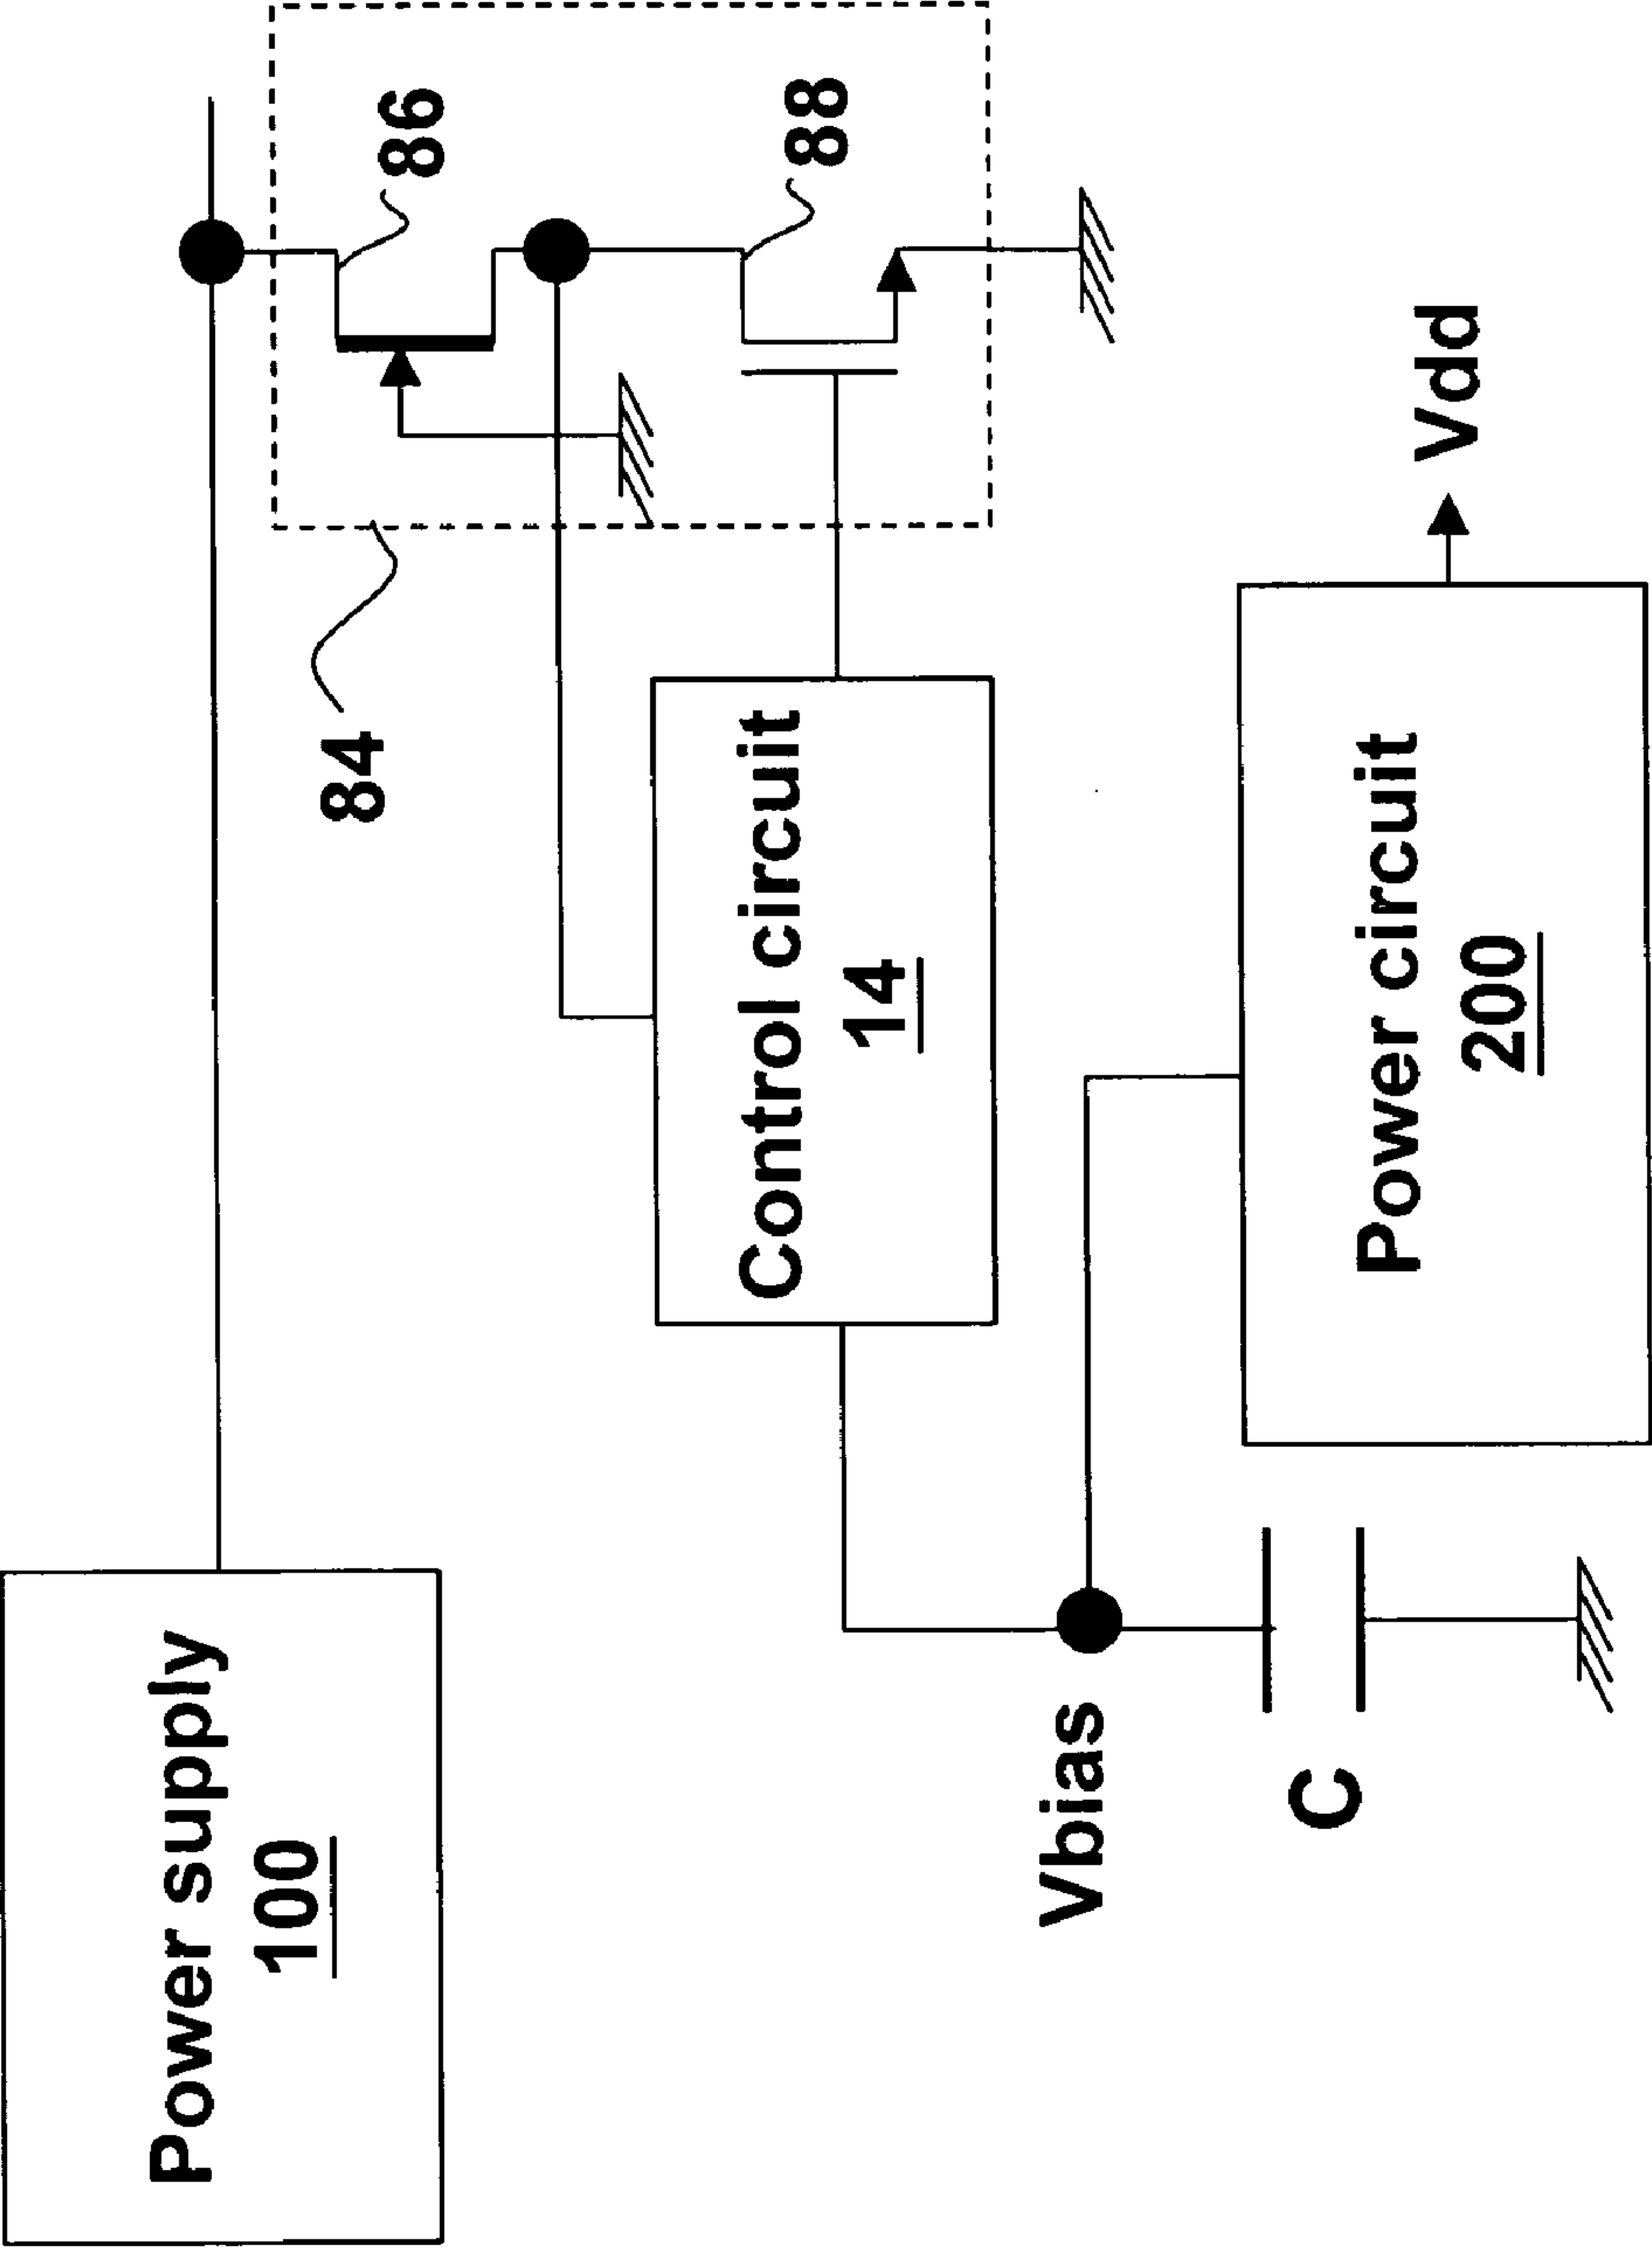 Power supply
100
84
86
88
Control circuit
14
Vbias
C
Power circuit
200
Vdd